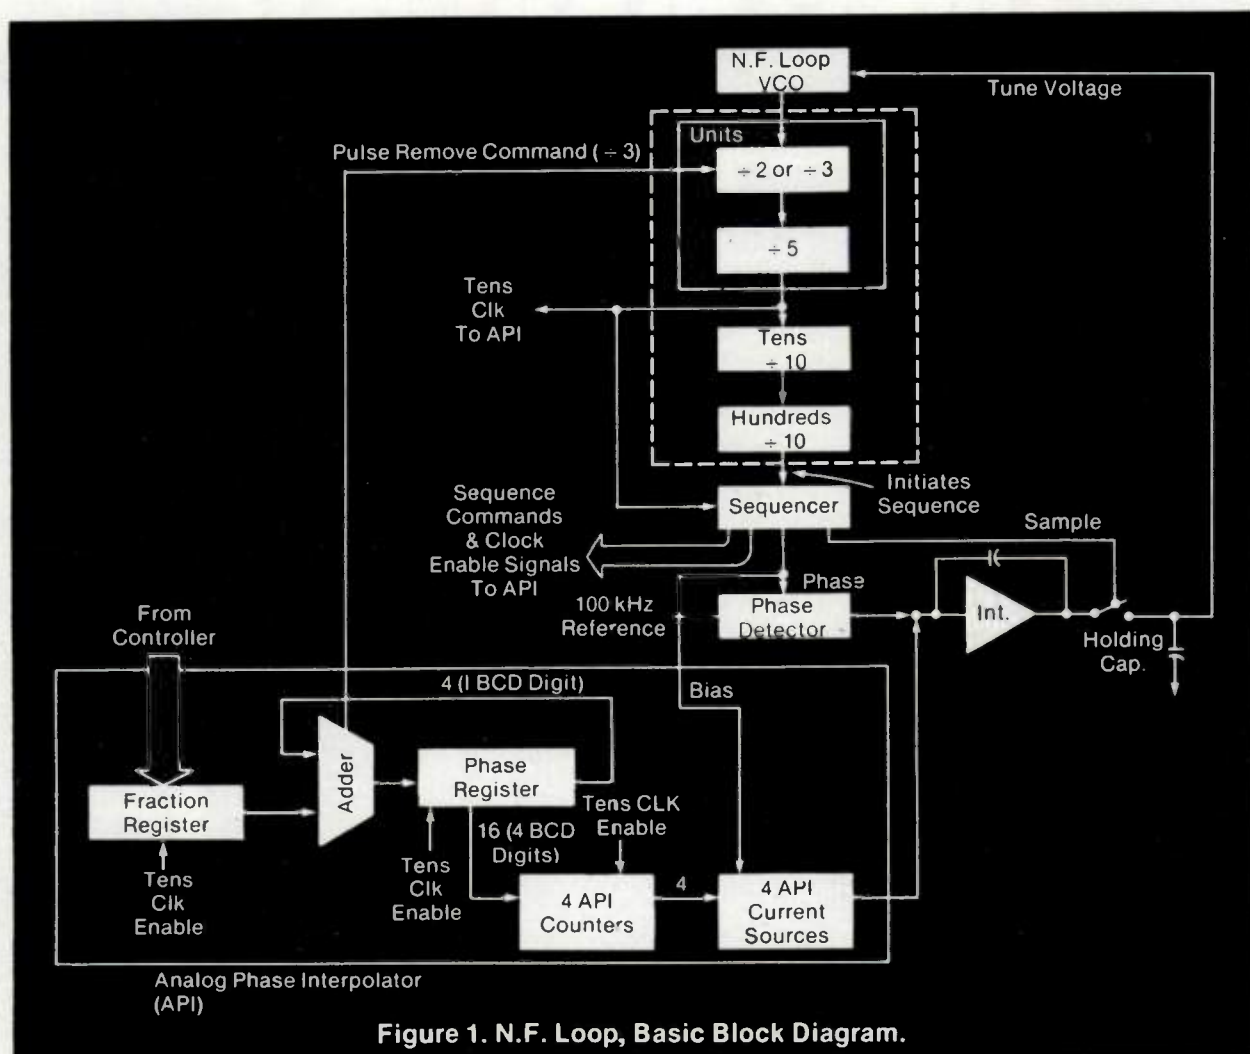 N.F. Loop
VCO
Tune Voltage
Units
Pulse Remove Command ( ÷ 3)
÷ 2 or ÷ 3
÷ 5
Tens
Clk
To API
Tens
÷ 10
Hundreds
÷ 10
Initiates
Sequence
Sequence
Commands
& Clock
Enable Signals
To API
Sequencer
Sample
Phase
100 kHz
Reference
Phase
Detector
Int.
Holding
Cap.
From
Controller
4 (I BCD Digit)
Bias
Adder
Phase
Register
Fraction
Register
Tens CLK
Enable
16 (4 BCD
Digits)
Tens
Clk
Enable
Tens
Clk
Enable
4 API
Counters
4
4 API
Current
Sources
Analog Phase Interpolator
(API)
Figure 1. N.F. Loop, Basic Block Diagram.